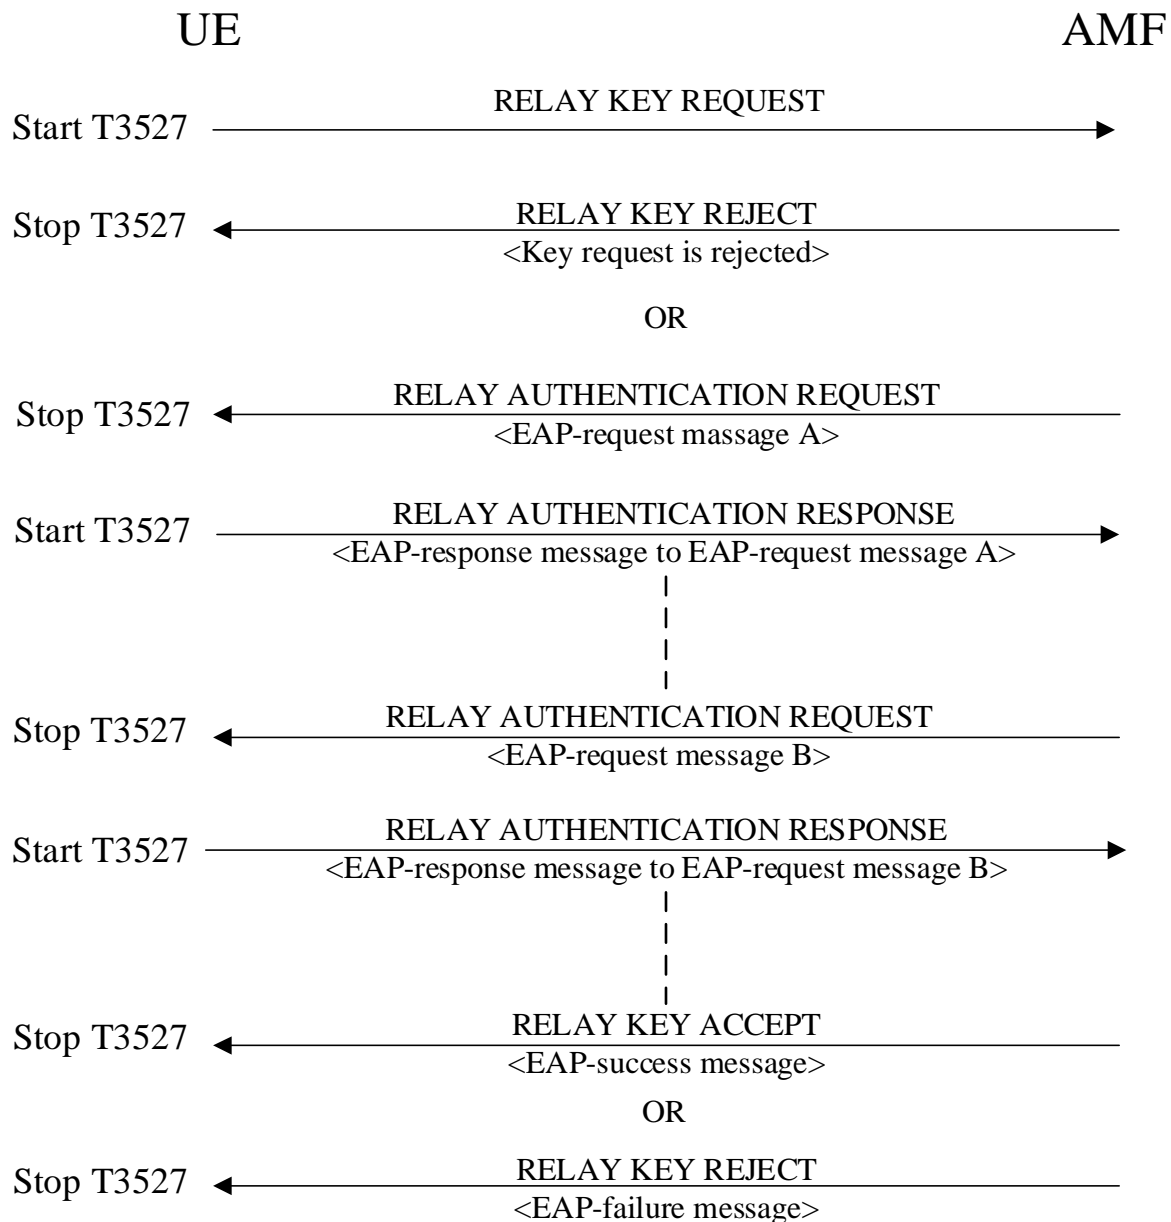 UE AMF
RELAY KEY REQUEST
Start T3527
RELAY KEY REJECT
Stop T3527
<Key request is rejected>
OR
RELAY AUTHENTICATION REQUEST
Stop T3527
<EAP-request massage A>
RELAY AUTHENTICATION RESPONSE
Start T3527
<EAP-response message to EAP-request message A>
RELAY AUTHENTICATION REQUEST
Stop T3527
<EAP-request message B>
RELAY AUTHENTICATION RESPONSE
Start T3527
<EAP-response message to EAP-request message B>
RELAY KEY ACCEPT
Stop T3527
<EAP-success message>
OR
RELAY KEY REJECT
Stop T3527
<EAP-failure message>